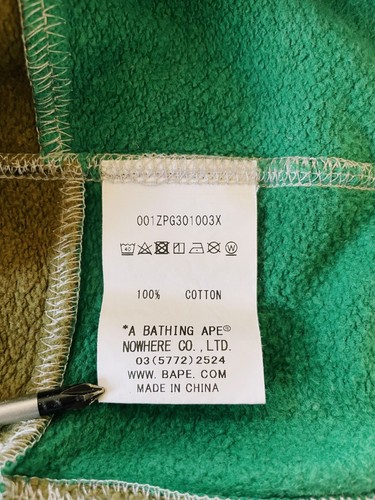 001ZPG301003X
100% COTTON
*A BATHING APE®
NOWHERE CO.,LTD.
03(5772)2524
WWW.BAPE.COM
MADE IN CHINA